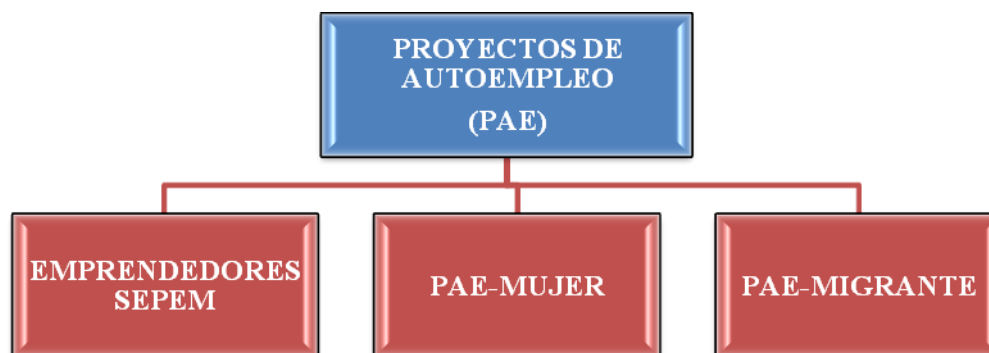 PROYECTOS DE
AUTOEMPLEO
(PAE)
EMPRENDEDORES
SEPEM
PAE-MUJER
PAE-MIGRANTE